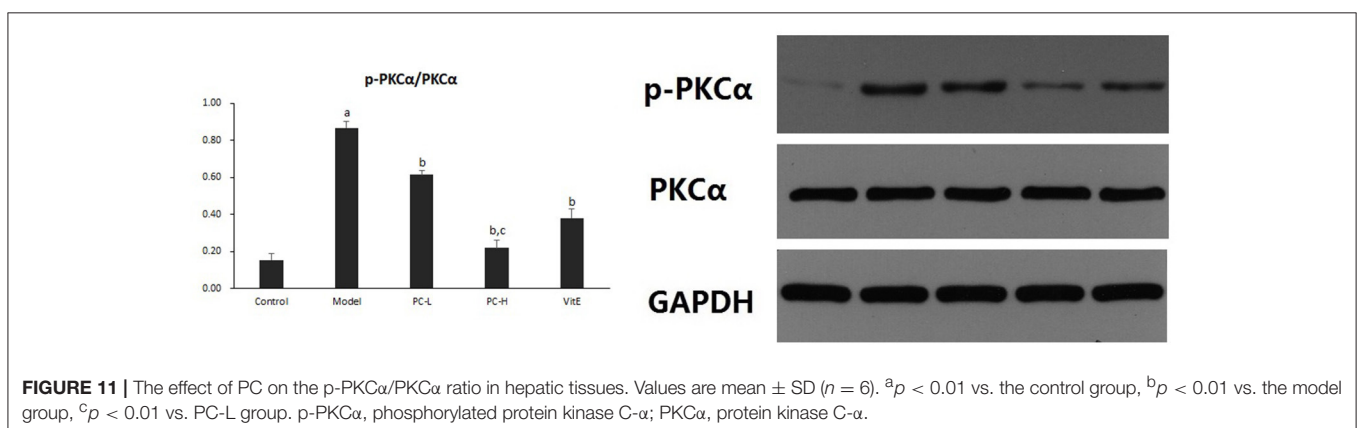 p-PKCα/PKCα
1.00
0.80
0.60
0.40
0.20
0.00
a
b
b,c
b
Control Model PC-L PC-H VitE
p-PKCα
PKCα
GAPDH
FIGURE 11 | The effect of PC on the p-PKCα/PKCα ratio in hepatic tissues. Values are mean ± SD (n = 6). ᵃp < 0.01 vs. the control group, ᵇp < 0.01 vs. the model
group, ᶜp < 0.01 vs. PC-L group. p-PKCα, phosphorylated protein kinase C-α; PKCα, protein kinase C-α.